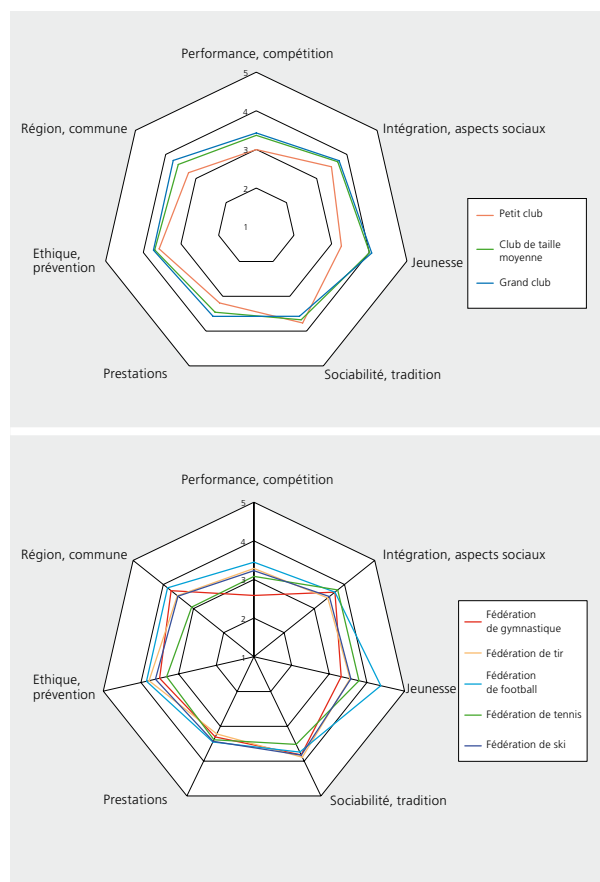 Performance, compétition
5
Région, commune
Intégration, aspects sociaux
4
3
2
1
Petit club
Club de taille
moyenne
Grand club
Ethique,
prévention
Jeunesse
Prestations
Sociabilité, tradition
Performance, compétition
5
Région, commune
Intégration, aspects sociaux
4
3
2
1
Fédération
de gymnastique
Fédération de tir
Fédération
de football
Fédération de tennis
Fédération de ski
Ethique,
prévention
Jeunesse
Prestations
Sociabilité, tradition